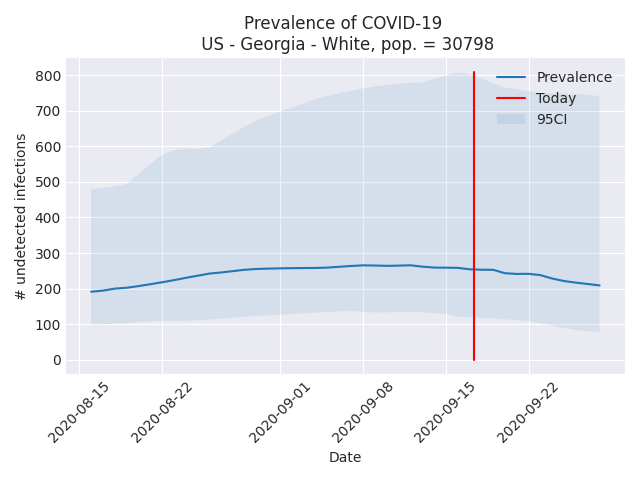 Prevalence of COVID-19
US - Georgia - White, pop. = 30798
# undetected infections
800
700
600
500
400
300
200
100
0
Prevalence
Today
95CI
2020-08-15
2020-08-22
2020-09-01
2020-09-08
2020-09-15
2020-09-22
Date